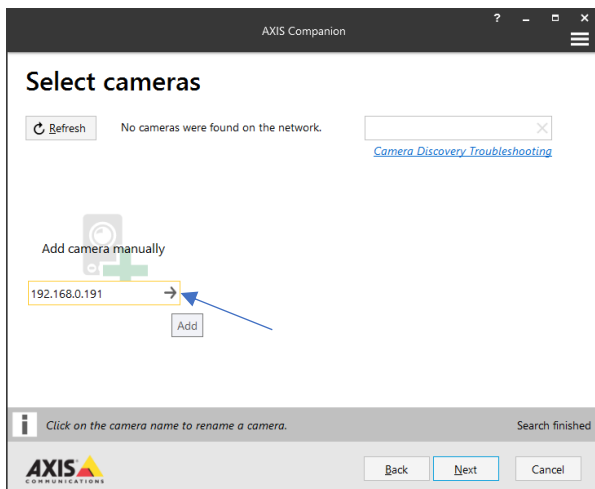 AXIS Companion
?
Select cameras
Refresh
No cameras were found on the network.
Camera Discovery Troubleshooting
Add camera manually
192.168.0.191
Add
i
Click on the camera name to rename a camera.
Search finished
AXIS
COMMUNICATIONS
Back
Next
Cancel